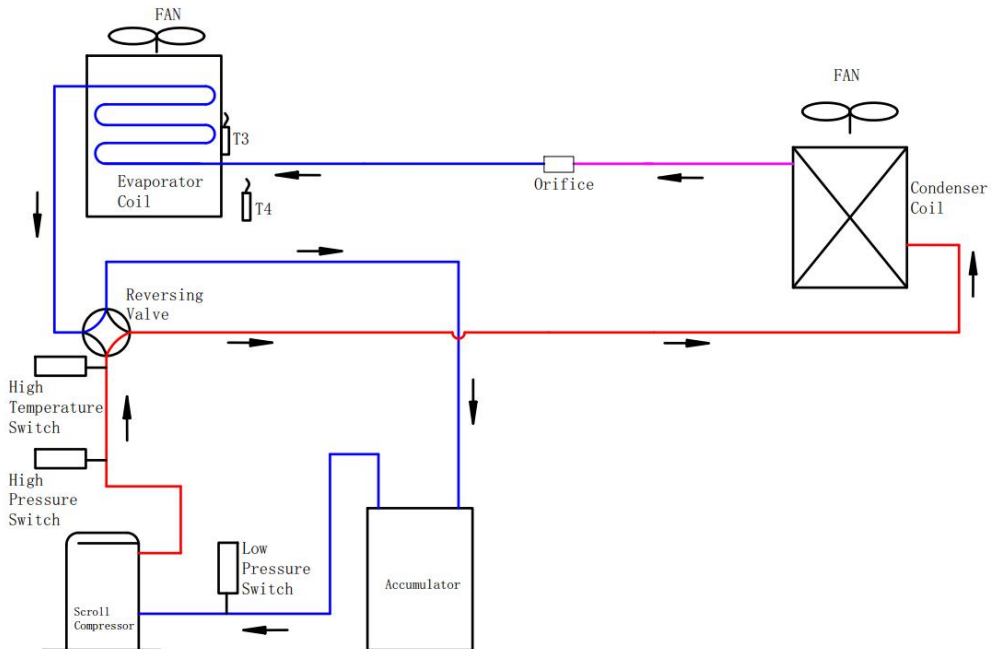 FAN
FAN
T3
Evaporator
Coil
T4
Orifice
Condenser
Coil
Reversing
Valve
High
Temperature
Switch
High
Pressure
Switch
Low
Pressure
Switch
Accumulator
Scroll
Compressor